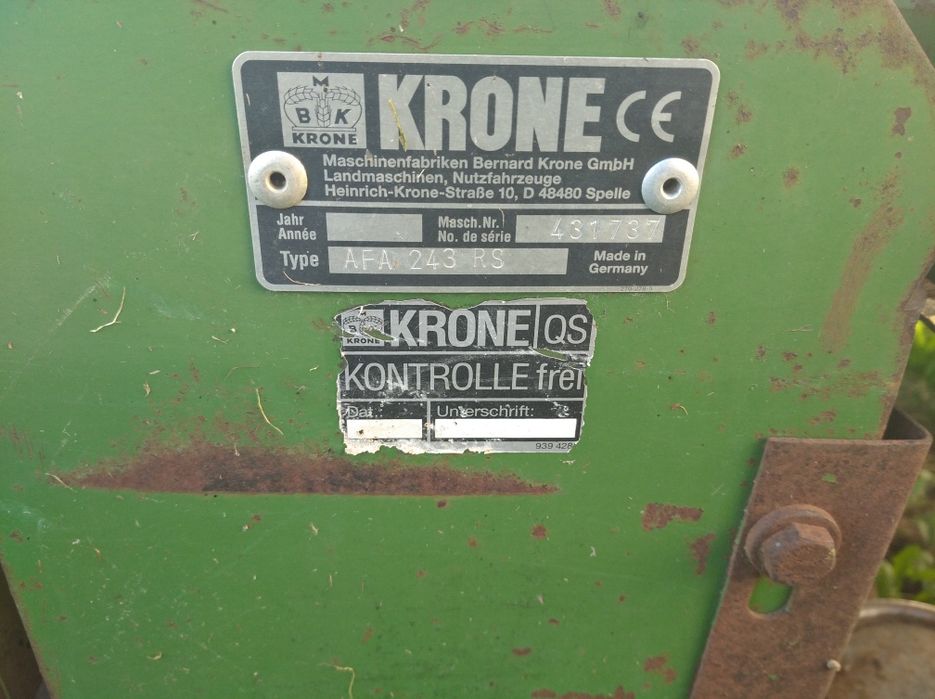 M
B K
KRONE
KRONE CE
Maschinenfabriken Bernard Krone GmbH
Landmaschinen, Nutzfahrzeuge
Heinrich-Krone-Straße 10, D 48480 Spelle
Jahr
Année
Masch.Nr.
No. de série
431737
Type AFA 243 RS
Made in
Germany
M
B K
KRONE
KRONE QS
KONTROLLE frei
Dat.
Unterschrift:
939 428